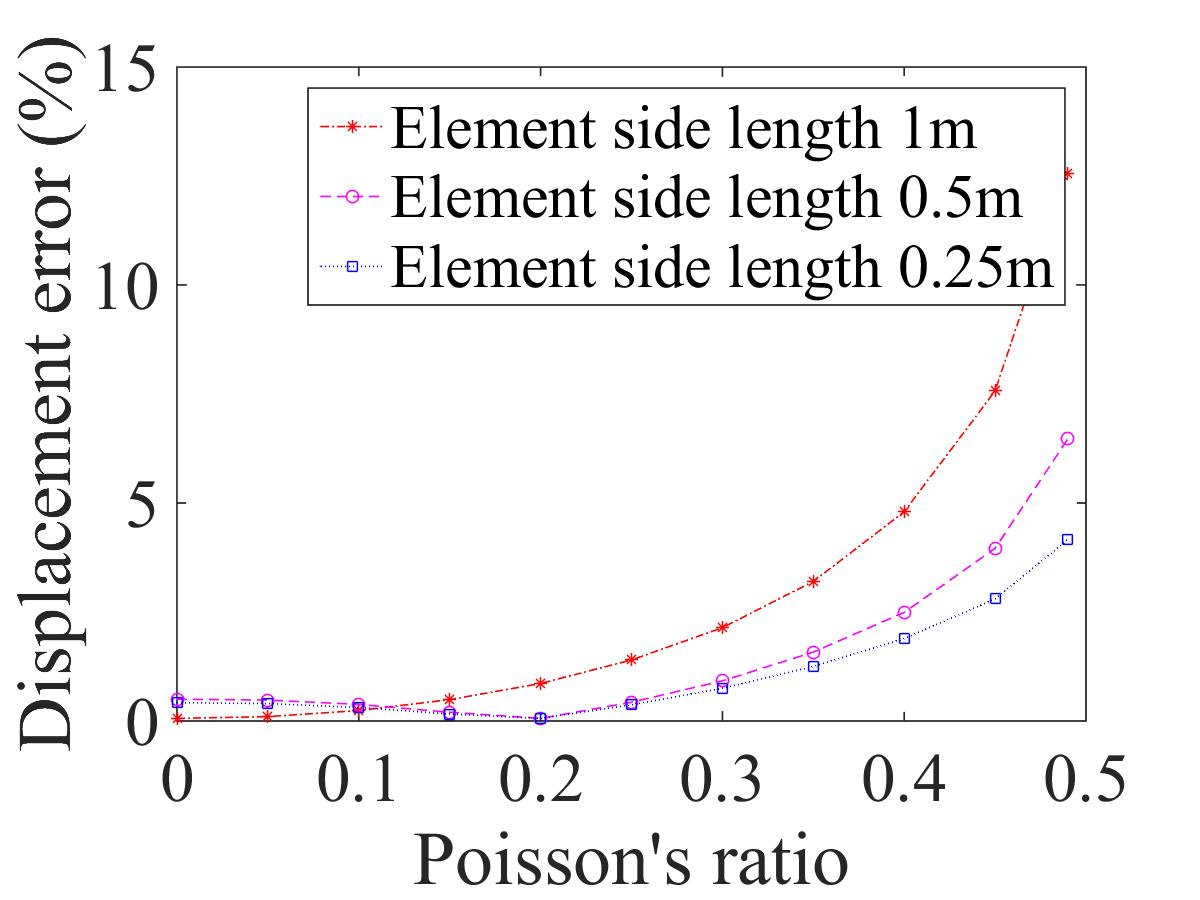 Displacement error (%)
15
10
5
0
Element side length 1m
Element side length 0.5m
Element side length 0.25m
0 0.1 0.2 0.3 0.4 0.5
Poisson's ratio